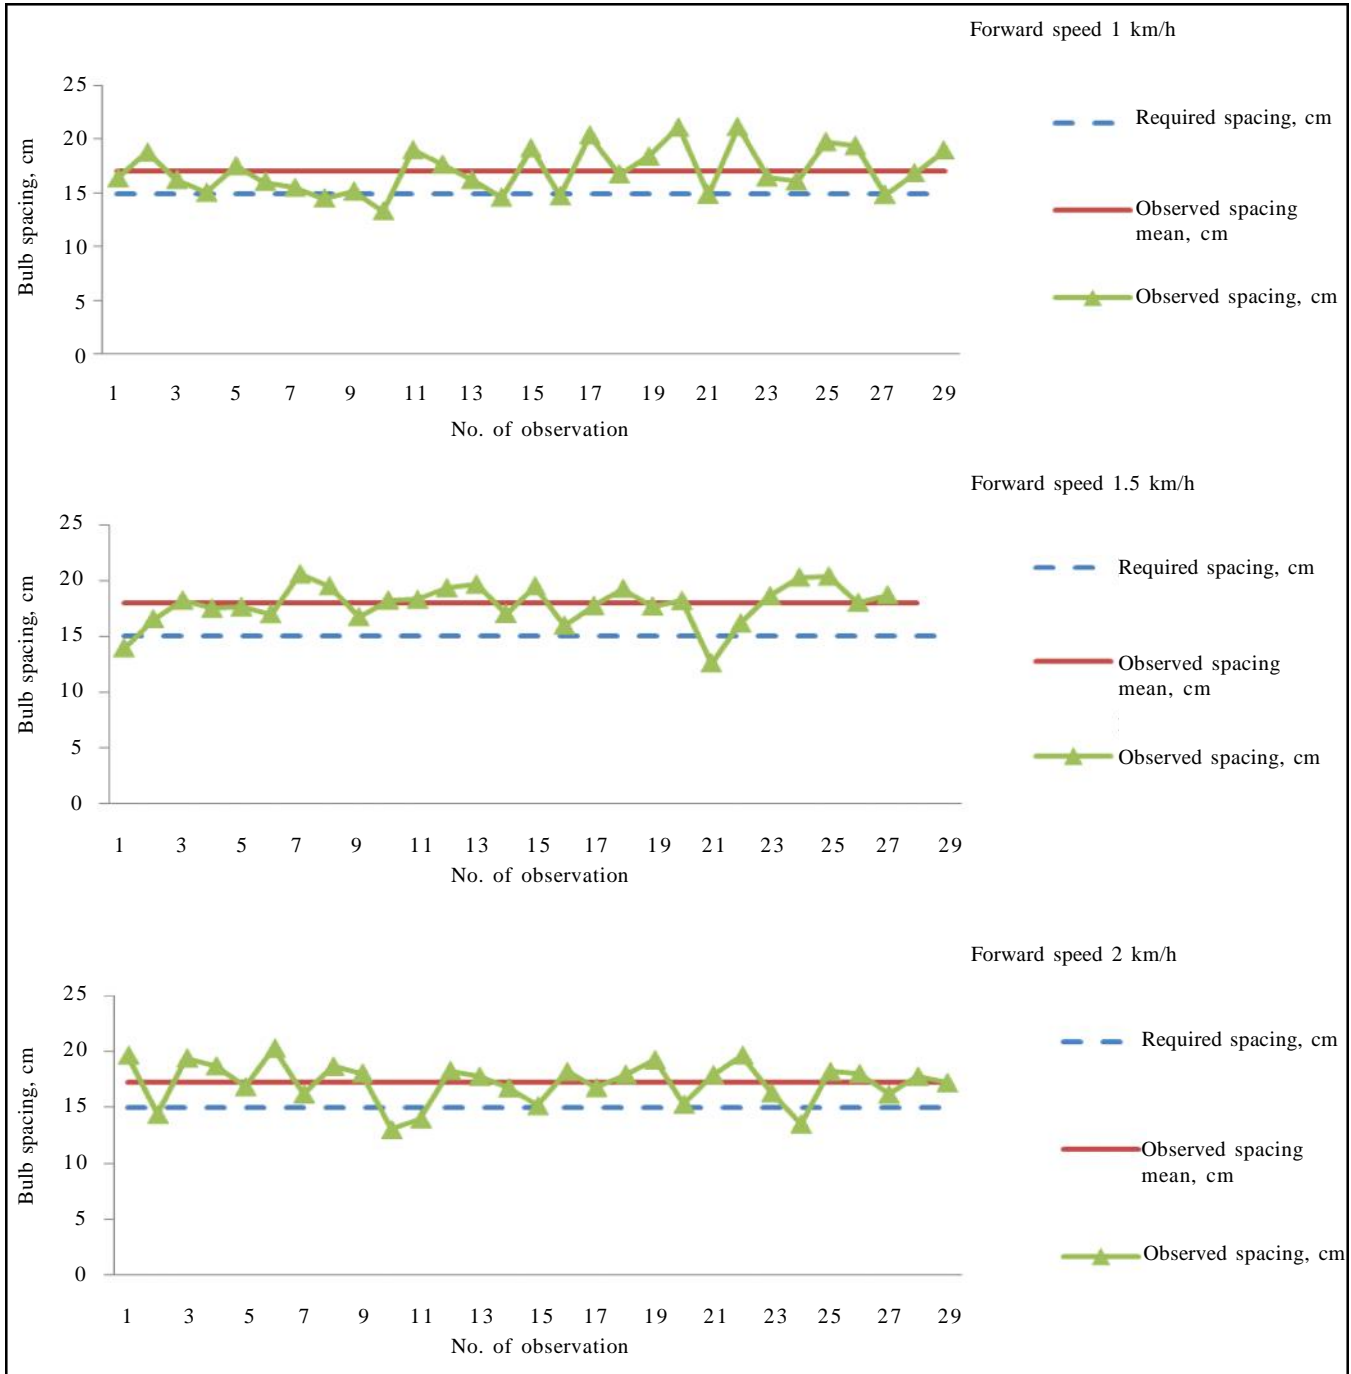 Forward speed 1 km/h
25
20
15
10
5
0
Bulb spacing, cm
1 3 5 7 9 11 13 15 17 19 21 23 25 27 29
No. of observation
Required spacing, cm
Observed spacing
mean, cm
Observed spacing, cm
Forward speed 1.5 km/h
25
20
15
10
5
0
Bulb spacing, cm
1 3 5 7 9 11 13 15 17 19 21 23 25 27 29
No. of observation
Required spacing, cm
Observed spacing
mean, cm
Observed spacing, cm
Forward speed 2 km/h
25
20
15
10
5
0
Bulb spacing, cm
1 3 5 7 9 11 13 15 17 19 21 23 25 27 29
No. of observation
Required spacing, cm
Observed spacing
mean, cm
Observed spacing, cm